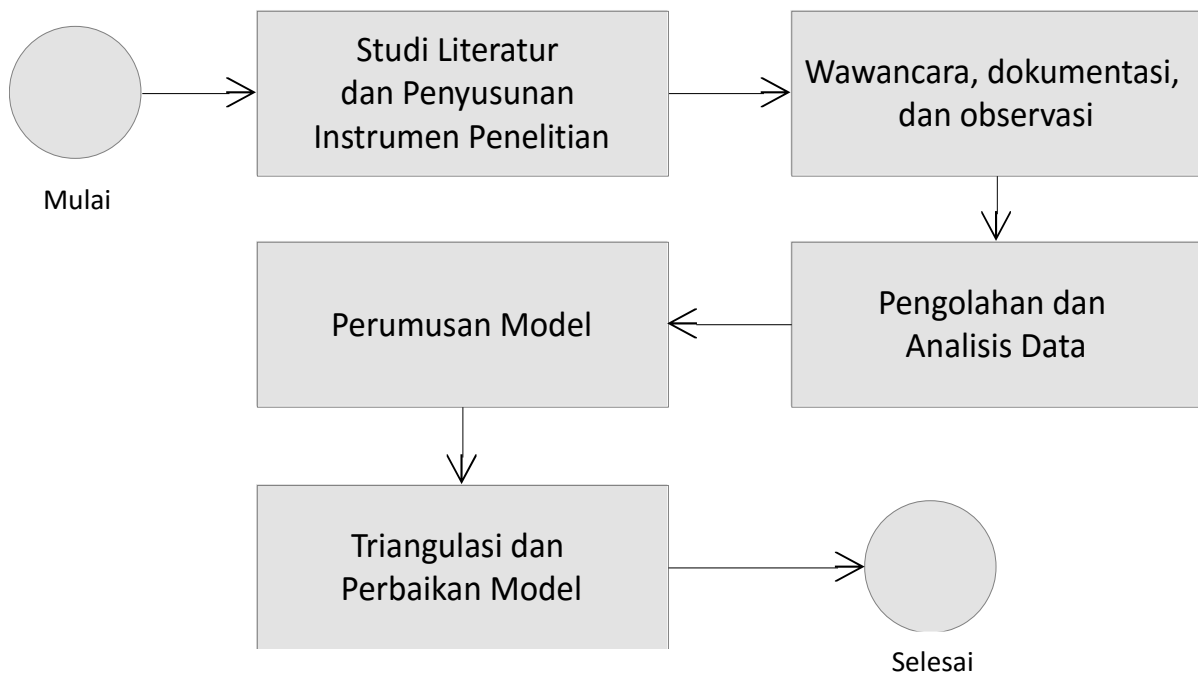 Mulai
Studi Literatur
dan Penyusunan
Instrumen Penelitian
Wawancara, dokumentasi,
dan observasi
Pengolahan dan
Analisis Data
Perumusan Model
Triangulasi dan
Perbaikan Model
Selesai